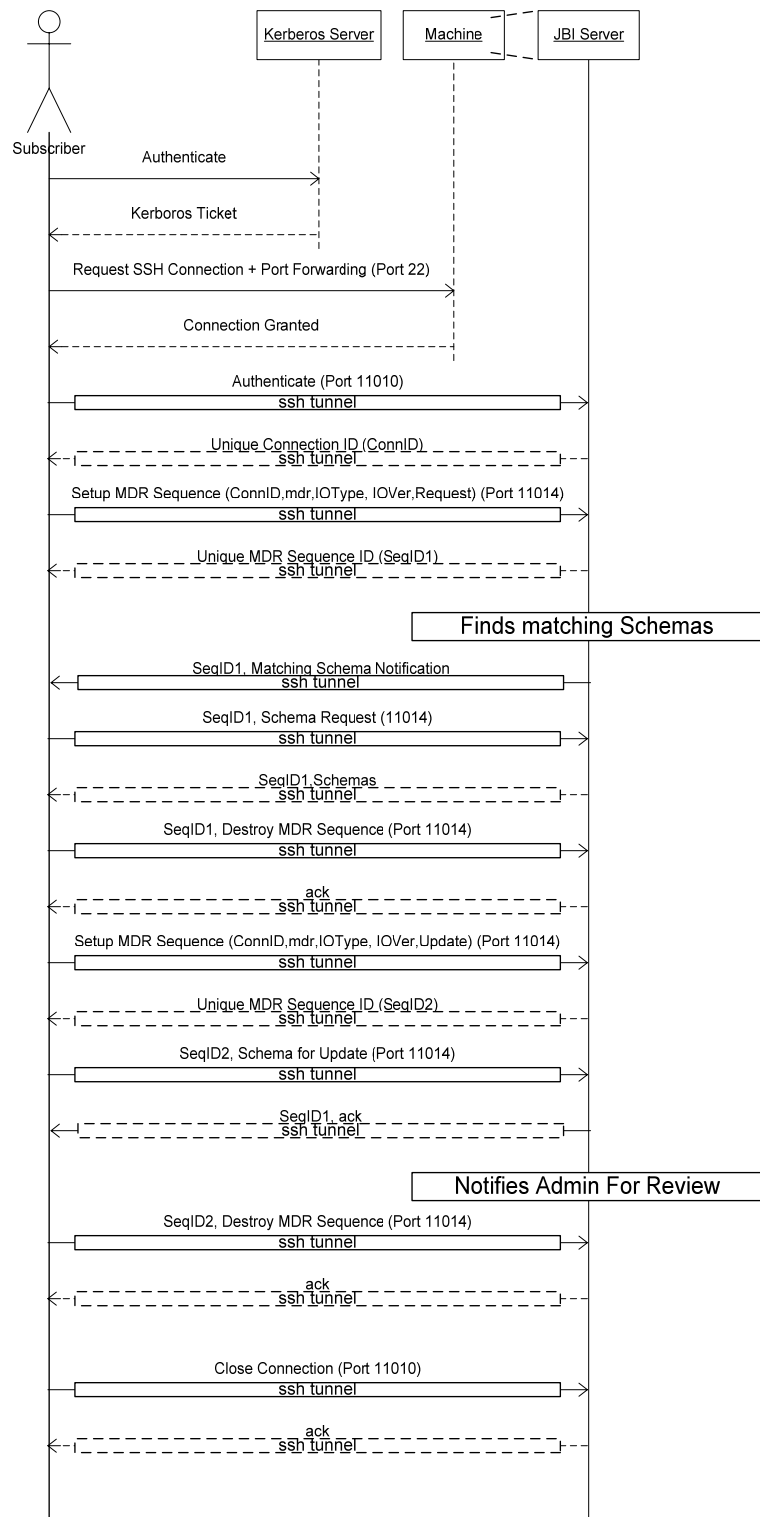 Kerberos Server
Machine
JBI Server
Subscriber
Authenticate
Kerboros Ticket
Request SSH Connection + Port Forwarding (Port 22)
Connection Granted
Authenticate (Port 11010)
ssh tunnel
Unique Connection ID (ConnID)
ssh tunnel
Setup MDR Sequence (ConnID,mdr,IOType, IOVer,Request) (Port 11014)
ssh tunnel
Unique MDR Sequence ID (SeqID1)
ssh tunnel
Finds matching Schemas
SeqID1, Matching Schema Notification
ssh tunnel
SeqID1, Schema Request (11014)
ssh tunnel
SeqID1,Schemas
ssh tunnel
SeqID1, Destroy MDR Sequence (Port 11014)
ssh tunnel
ack
ssh tunnel
Setup MDR Sequence (ConnID,mdr,IOType, IOVer,Update) (Port 11014)
ssh tunnel
Unique MDR Sequence ID (SeqID2)
ssh tunnel
SeqID2, Schema for Update (Port 11014)
ssh tunnel
SeqID1, ack
ssh tunnel
Notifies Admin For Review
SeqID2, Destroy MDR Sequence (Port 11014)
ssh tunnel
ack
ssh tunnel
Close Connection (Port 11010)
ssh tunnel
ack
ssh tunnel